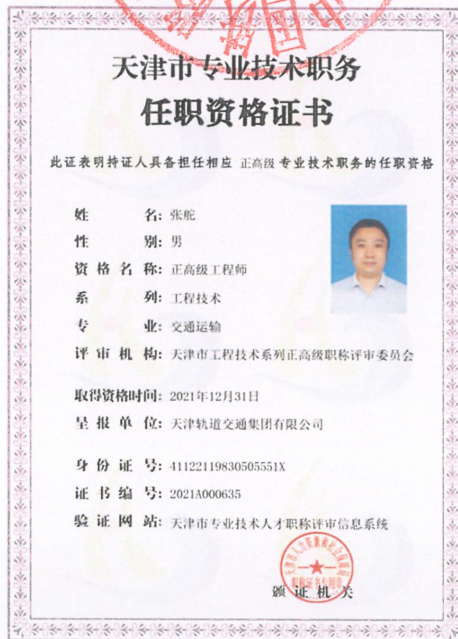 天津市专业技术职务
任职资格证书
此证表明持证人具备担任相应 正高级 专业技术职务的任职资格
姓 名: 张舵
性 别: 男
资格名称: 正高级工程师
系 列: 工程技术
专 业: 交通运输
评审机构: 天津市工程技术系列正高级职称评审委员会
取得资格时间: 2021年12月31日
呈报单位: 天津轨道交通集团有限公司
身份证号: 41122119830505551X
证书编号: 2021A000635
验证网站: 天津市专业技术人才职称评审信息系统
颁证机关